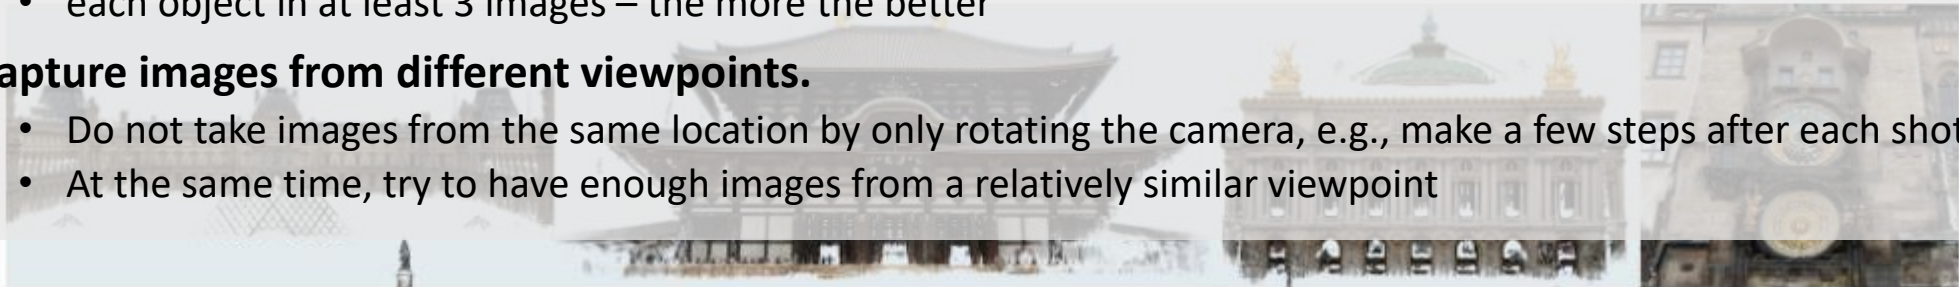 • each object in at least 3 images – the more the better
apture images from different viewpoints.
• Do not take images from the same location by only rotating the camera, e.g., make a few steps after each shot
• At the same time, try to have enough images from a relatively similar viewpoint